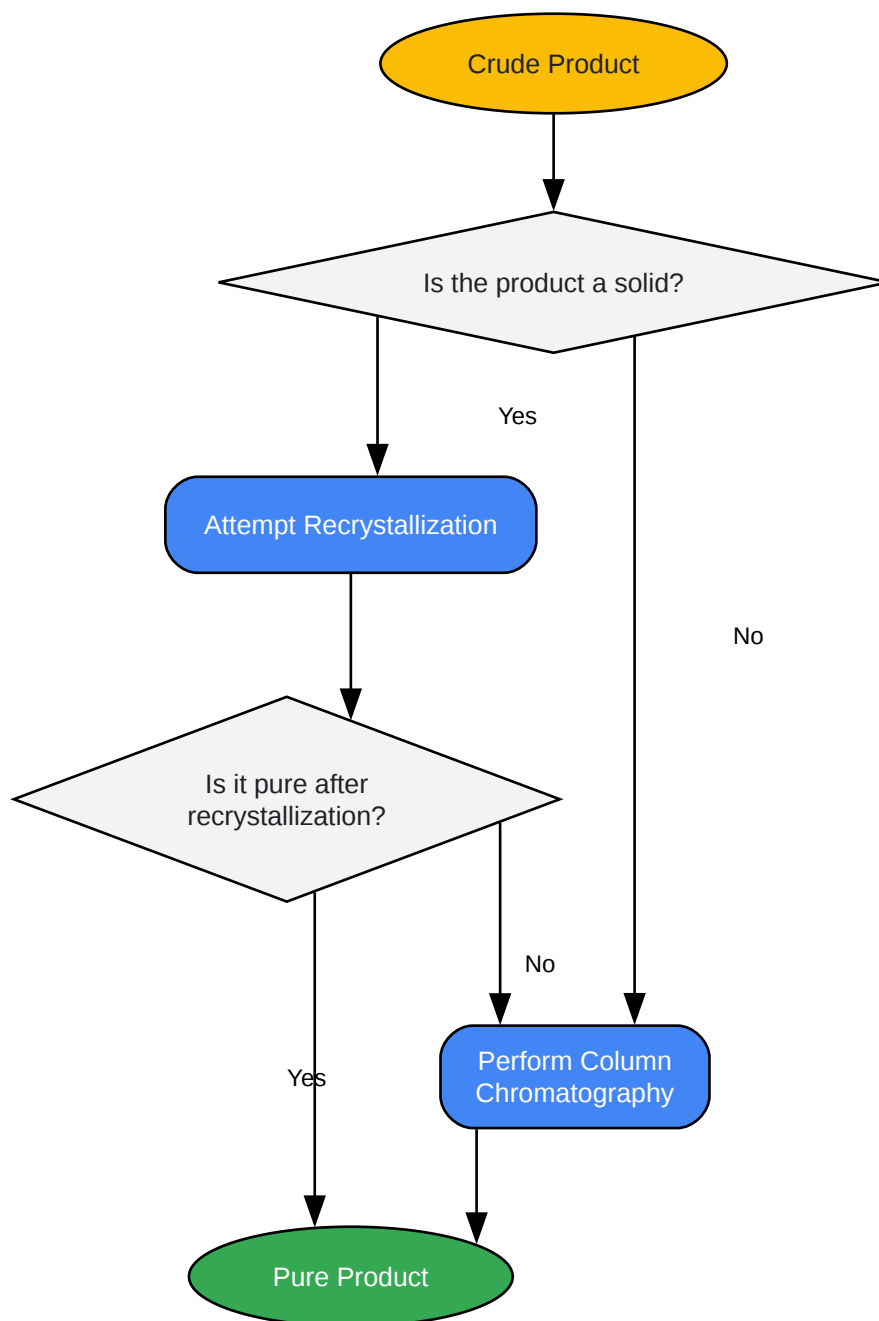 Crude Product
Is the product a solid?
Yes
Attempt Recrystallization
No
Is it pure after
recrystallization?
No
Perform Column
Chromatography
Yes
Pure Product